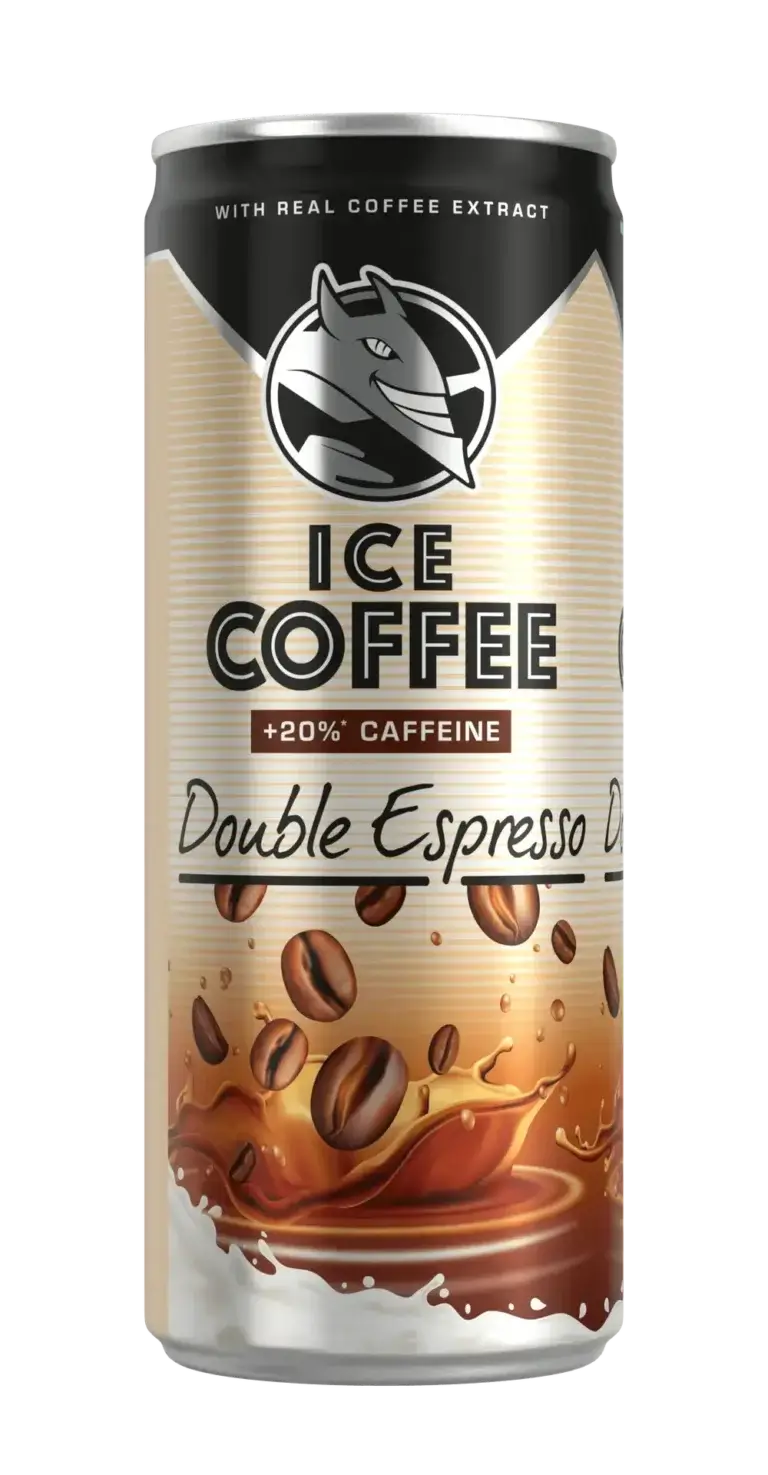 WITH REAL COFFEE EXTRACT
ICE
COFFEE
+20%* CAFFEINE
Double Espresso